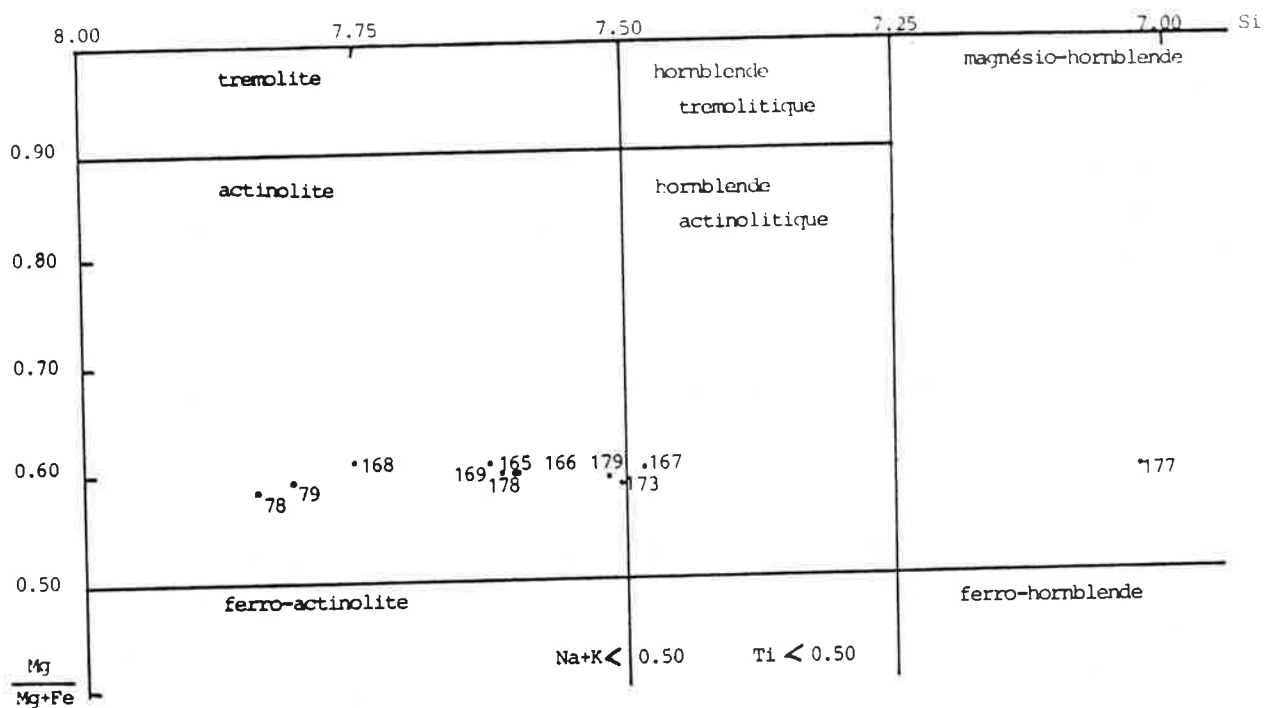 8.00 7.75 7.50 7.25 7.00 Si
tremolite
hornblende
tremolitique
magnésio-hornblende
0.90
actinolite
hornblende
actinolitique
0.80
0.70
0.60
168
169
165
166
179
167
177
78
79
178
173
0.50
ferro-actinolite
ferro-hornblende
Na+K< 0.50 Ti < 0.50
Mg
Mg+Fe